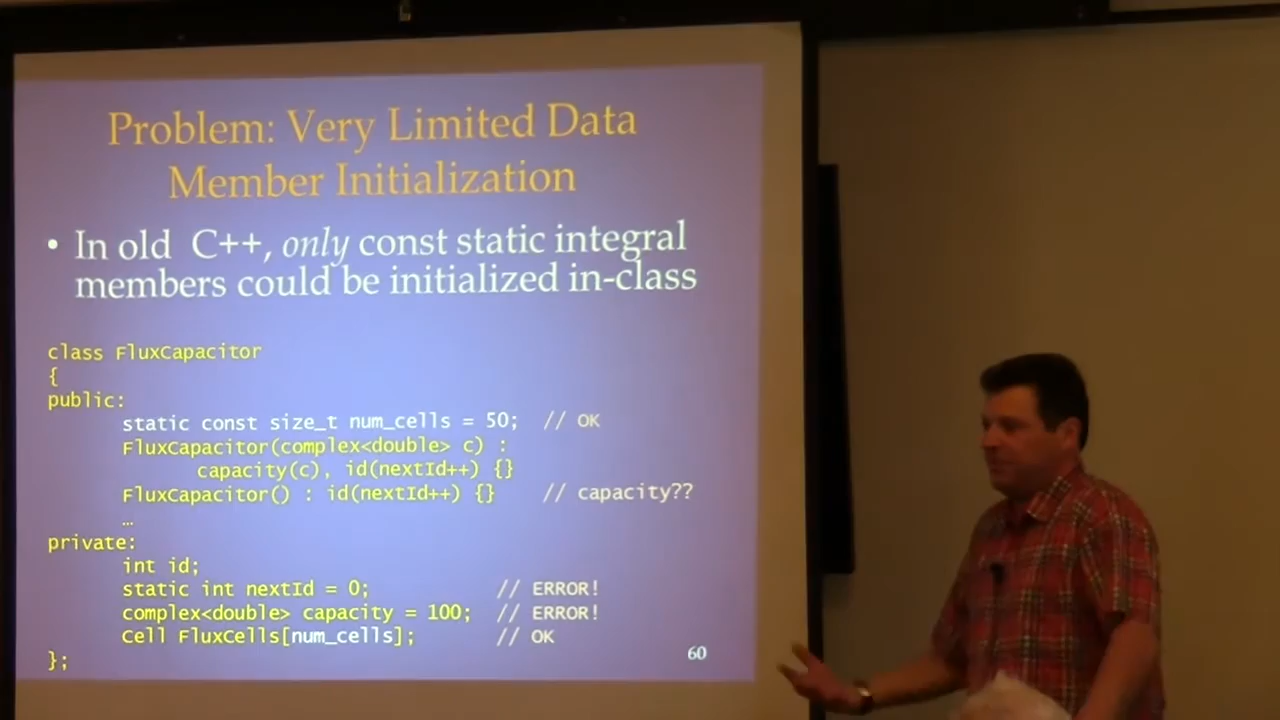 Problem: Very Limited Data
Member Initialization
• In old C++, only const static integral
members could be initialized in-class
class FluxCapacitor
{
public:
static const size_t num_cells = 50; // OK
FluxCapacitor(complex<double> c) :
capacity(c), id(nextId++) {}
FluxCapacitor() : id(nextId++) {} // capacity??
…
private:
int id;
static int nextId = 0; // ERROR!
complex<double> capacity = 100; // ERROR!
Cell FluxCells[num_cells]; // OK
};
60